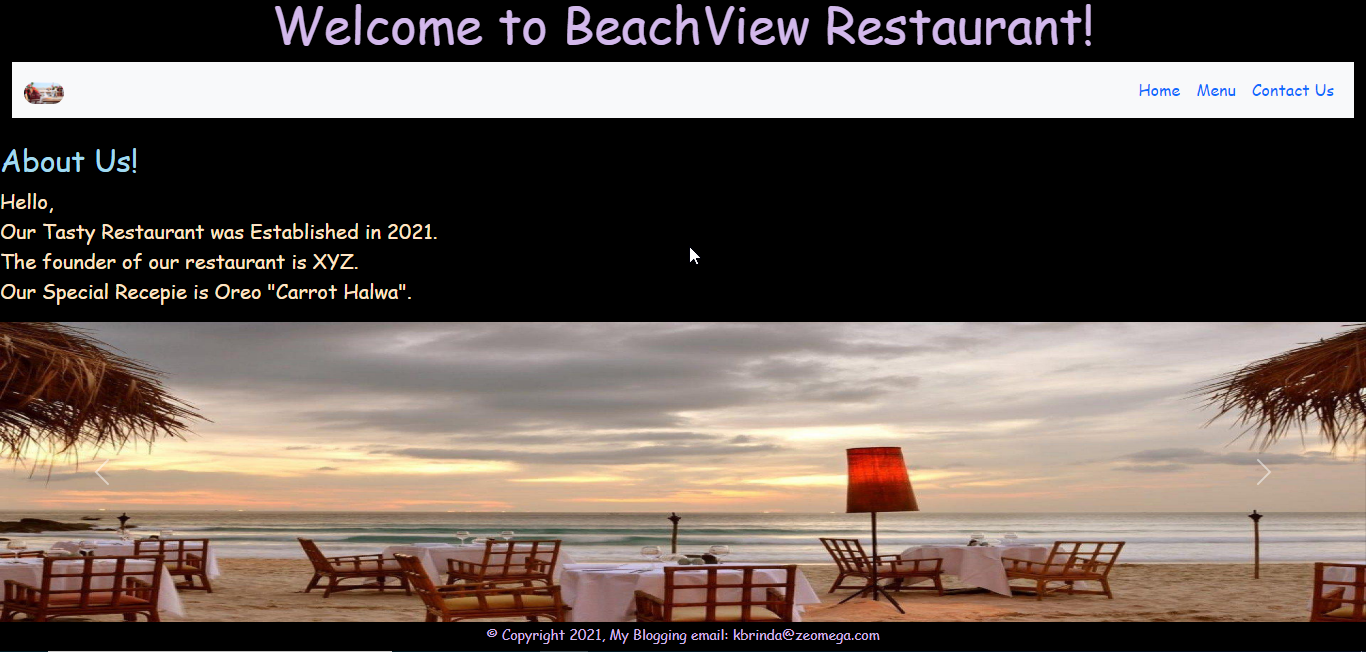 Welcome to BeachView Restaurant!
Home Menu Contact Us
About Us!
Hello,
Our Tasty Restaurant was Established in 2021.
The founder of our restaurant is XYZ.
Our Special Recepie is Oreo "Carrot Halwa".
© Copyright 2021, My Blogging email: kbrinda@zeomega.com